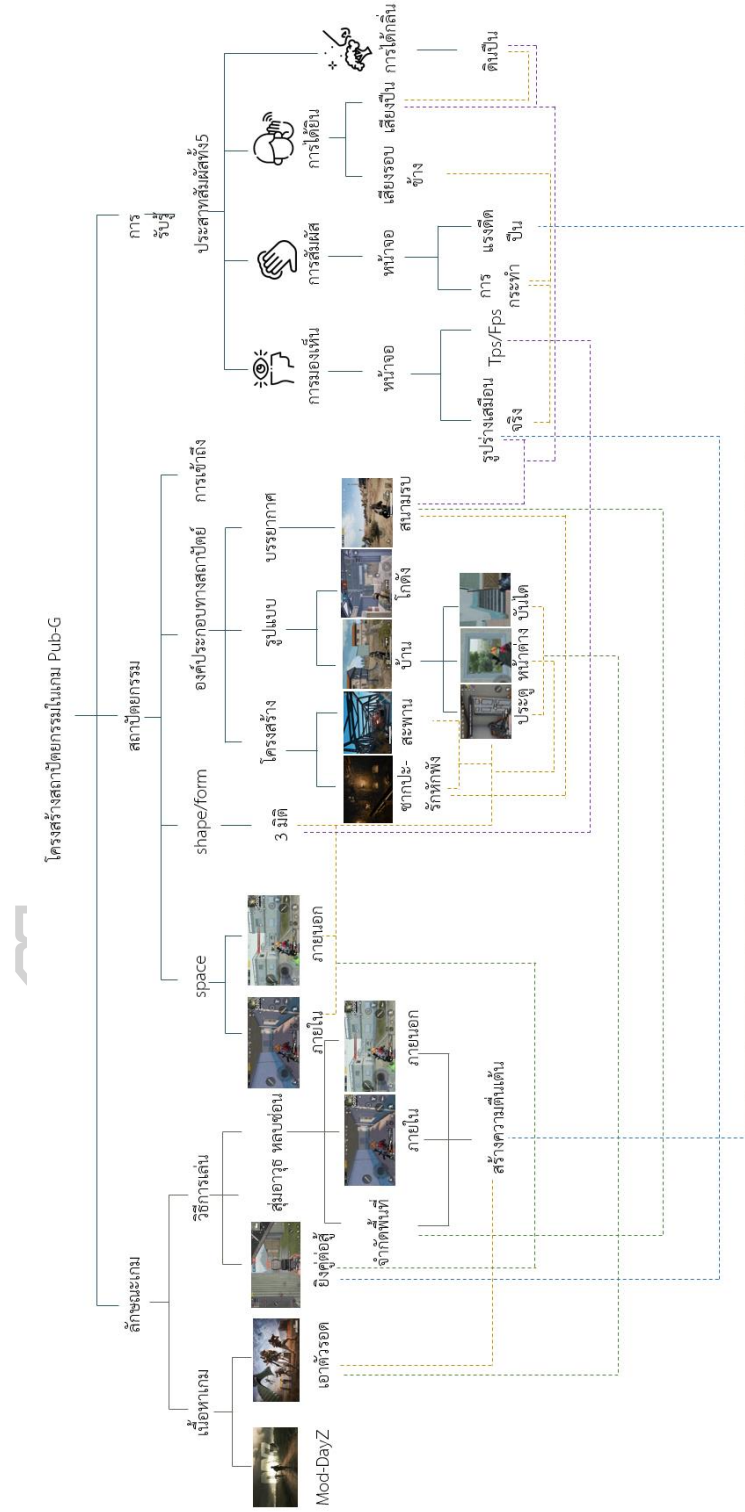 โครงสร้างสถาปัตยกรรมในเกม Pub-G
ลักษณะเกม
สถาปัตยกรรม
การ
รับรู้
เนื้อหาเกม
วิธีการเล่น
space
shape/form
องค์ประกอบทางสถาปัตย์
การเข้าถึง
ประสาทสัมผัสทั้ง5
Mod-DayZ
เอาตัวรอด
ยิงคู่ต่อสู้
สุ่มอาวุธ หลบซ่อน
ภายใน
ภายนอก
3 มิติ
โครงสร้าง
รูปแบบ
บรรยากาศ
การมองเห็น
การสัมผัส
การได้ยิน
การได้กลิ่น
จำกัดพื้นที่
ภายใน
ภายนอก
ซากปะ-
รักหักพัง
สะพาน
บ้าน
โกดัง
สนามรบ
หน้าจอ
หน้าจอ
เสียงรอบ
ข้าง
เสียงปืน
ดินปืน
สร้างความตื่นเต้น
ประตู
หน้าต่าง
บันได
รูปร่างเสมือน
จริง
Tps/Fps
การ
กระทำ
แรงดีด
ปืน